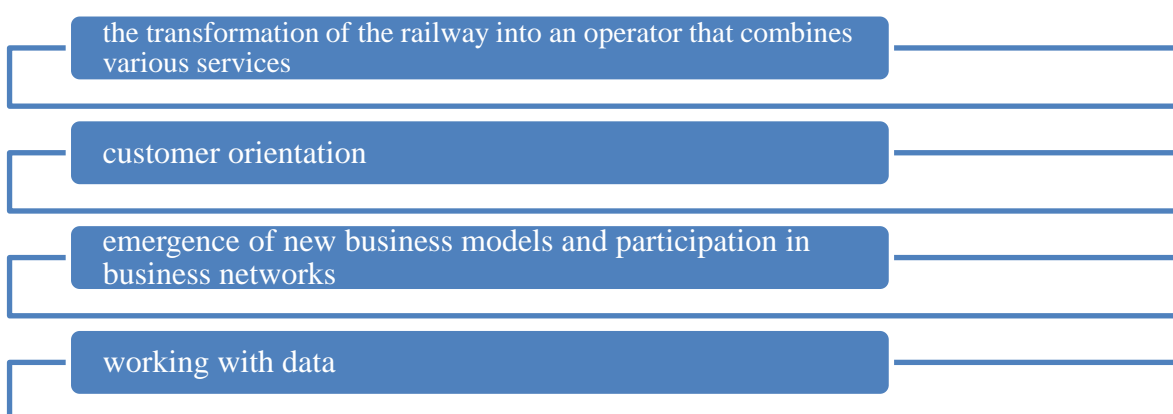 the transformation of the railway into an operator that combines
various services
customer orientation
emergence of new business models and participation in
business networks
working with data